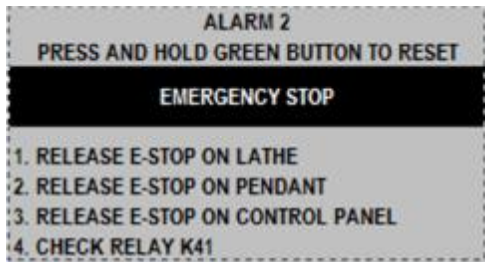 ALARM 2
PRESS AND HOLD GREEN BUTTON TO RESET
EMERGENCY STOP
1. RELEASE E-STOP ON LATHE
2. RELEASE E-STOP ON PENDANT
3. RELEASE E-STOP ON CONTROL PANEL
4. CHECK RELAY K41